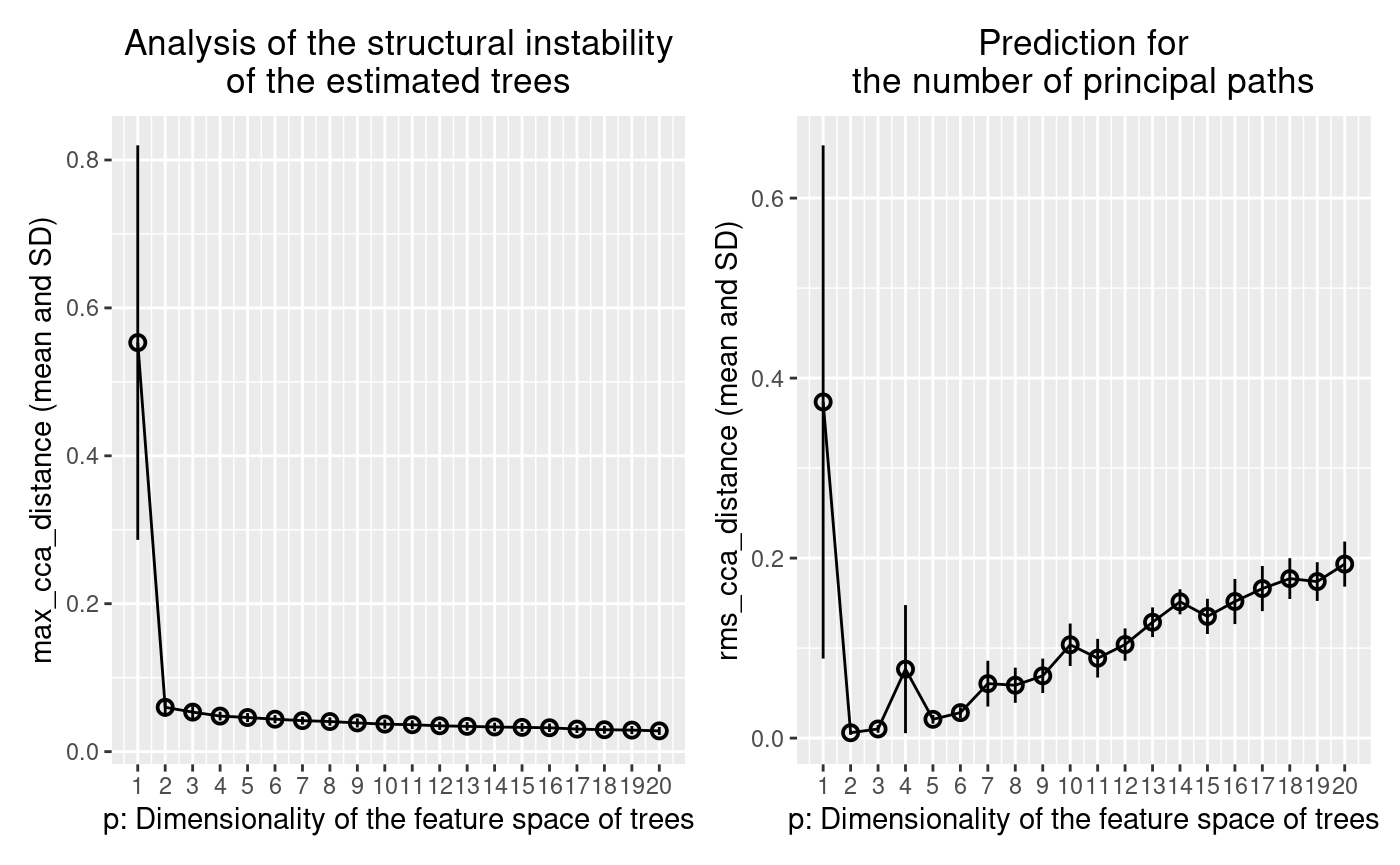 Analysis of the structural instability
of the estimated trees
max_cca_distance (mean and SD)
0.8
0.6
0.4
0.2
0.0
1 2 3 4 5 6 7 8 9 10 11 12 13 14 15 16 17 18 19 20
p: Dimensionality of the feature space of trees
Prediction for
the number of principal paths
rms_cca_distance (mean and SD)
0.6
0.4
0.2
0.0
1 2 3 4 5 6 7 8 9 10 11 12 13 14 15 16 17 18 19 20
p: Dimensionality of the feature space of trees